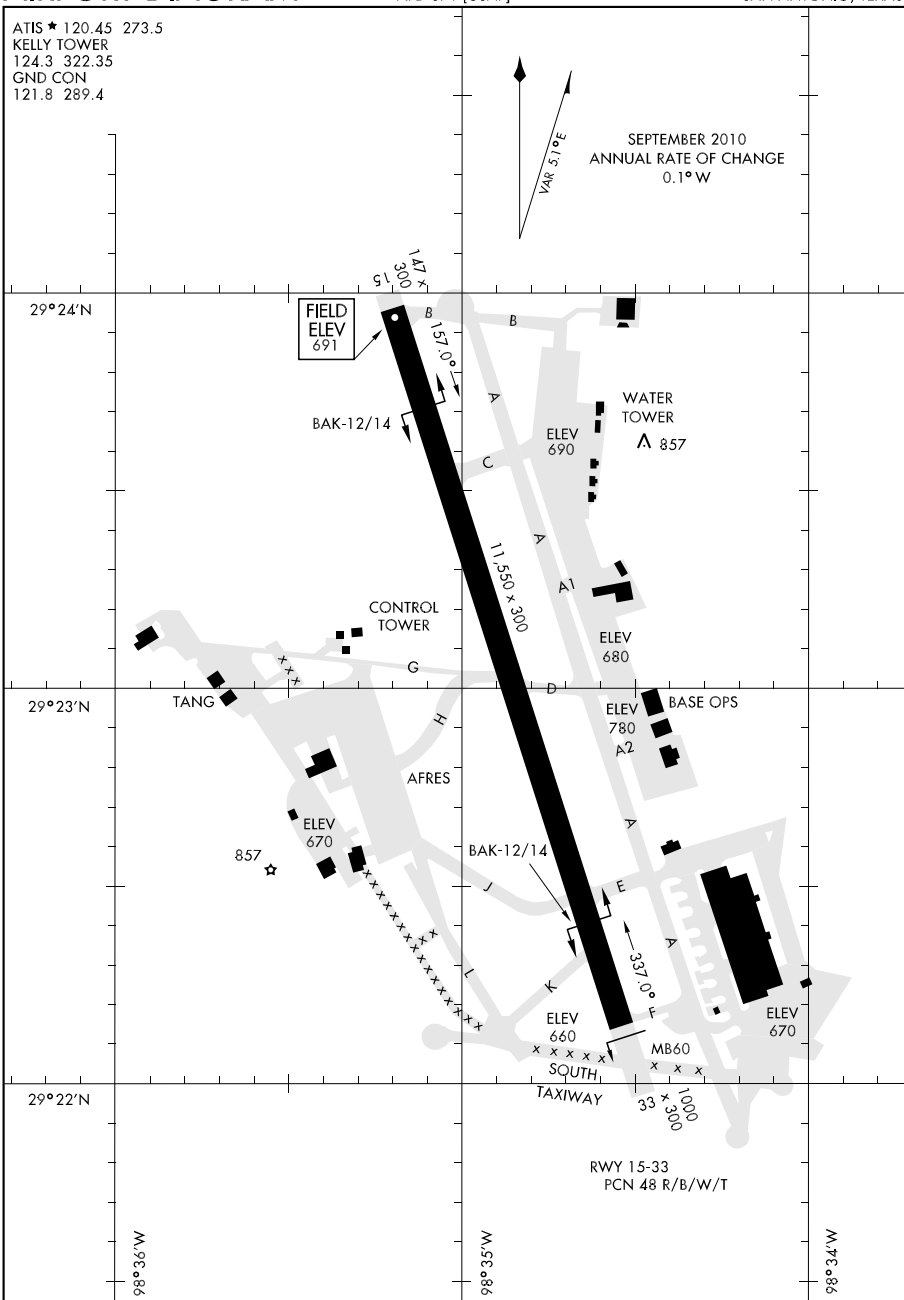 ATIS ★ 120.45 273.5
KELLY TOWER
124.3 322.35
GND CON
121.8 289.4
VAR 5.1°E
SEPTEMBER 2010
ANNUAL RATE OF CHANGE
0.1° W
29°24'N
FIELD
ELEV
691
15
147 x
300
157.0°
B
B
A
BAK-12/14
WATER
TOWER
857
ELEV
690
C
A
11,550 x 300
A1
CONTROL
TOWER
ELEV
680
G
29°23'N
TANG
D
ELEV
780
BASE OPS
H
A2
AFRES
ELEV
670
A
857
BAK-12/14
J
E
A
L
K
337.0°
F
ELEV
660
ELEV
670
x x x x x
MB60
x x x
SOUTH
TAXIWAY
29°22'N
33
1000
x 300
RWY 15-33
PCN 48 R/B/W/T
98°36'W
98°35'W
98°34'W